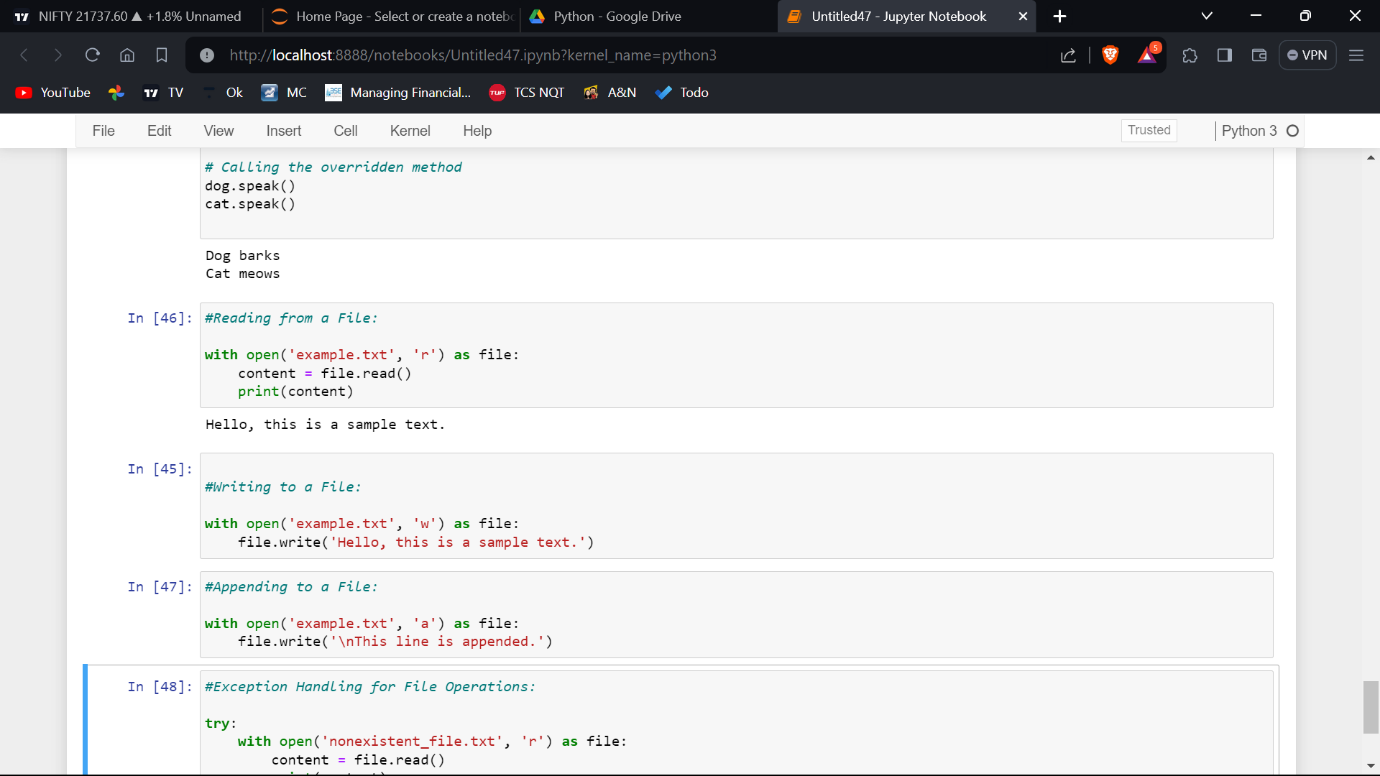 NIFTY 21737.60 ▲ +1.8% Unnamed
Home Page - Select or create a noteb
Python - Google Drive
Untitled47 - Jupyter Notebook
http://localhost:8888/notebooks/Untitled47.ipynb?kernel_name=python3
5
VPN
YouTube
TV
Ok
MC
Managing Financial...
TCS NQT
A&N
Todo
File Edit View Insert Cell Kernel Help
Trusted
Python 3
# Calling the overridden method
dog.speak()
cat.speak()
Dog barks
Cat meows
In [46]:
#Reading from a File:
with open('example.txt', 'r') as file:
    content = file.read()
    print(content)
Hello, this is a sample text.
In [45]:
#Writing to a File:
with open('example.txt', 'w') as file:
    file.write('Hello, this is a sample text.')
In [47]:
#Appending to a File:
with open('example.txt', 'a') as file:
    file.write('\nThis line is appended.')
In [48]:
#Exception Handling for File Operations:
try:
    with open('nonexistent_file.txt', 'r') as file:
        content = file.read()